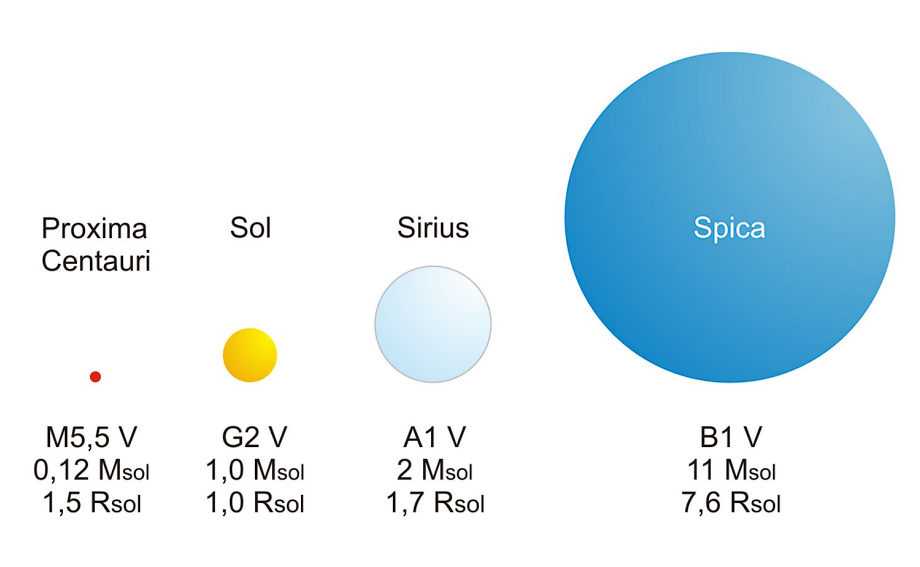 Proxima
Centauri
Sol
Sirius
Spica
M5,5 V
0,12 Msol
1,5 Rsol
G2 V
1,0 Msol
1,0 Rsol
A1 V
2 Msol
1,7 Rsol
B1 V
11 Msol
7,6 Rsol